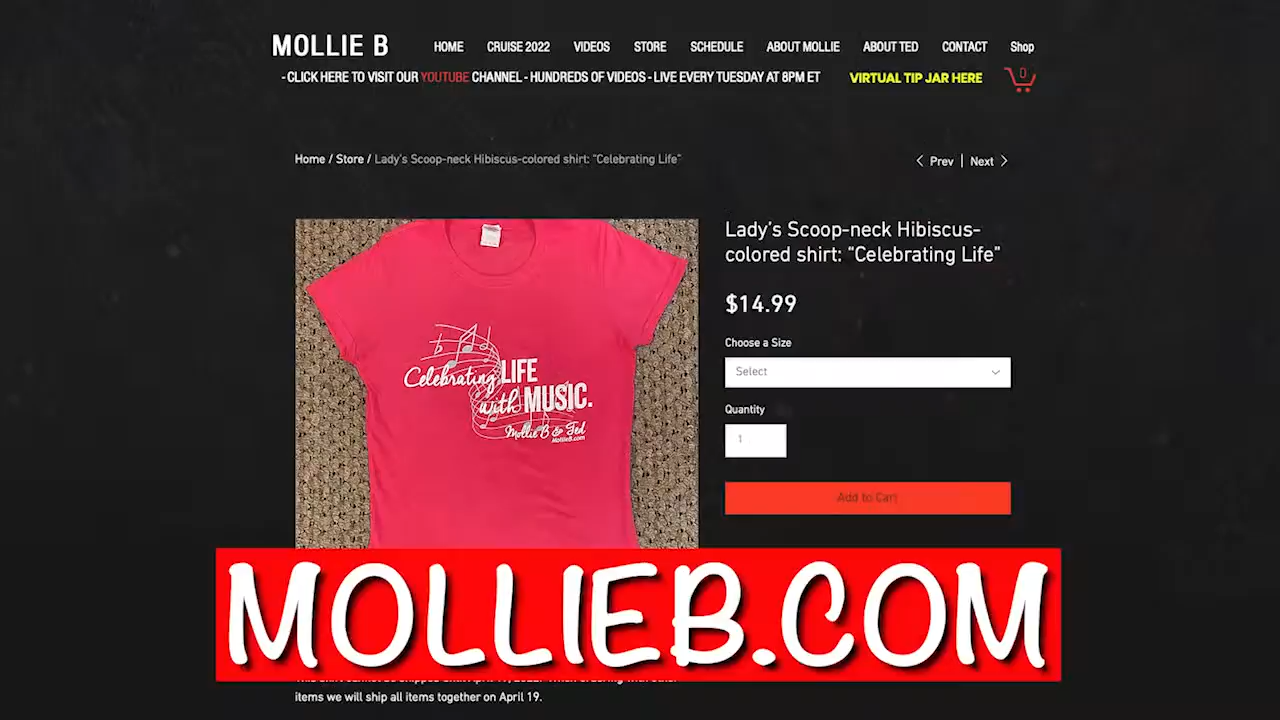 MOLLIE B
HOME CRUISE 2022 VIDEOS STORE SCHEDULE ABOUT MOLLIE ABOUT TED CONTACT Shop
- CLICK HERE TO VISIT OUR YOUTUBE CHANNEL - HUNDREDS OF VIDEOS - LIVE EVERY TUESDAY AT 8PM ET
VIRTUAL TIP JAR HERE
0
Home / Store / Lady's Scoop-neck Hibiscus-colored shirt: “Celebrating Life”
Prev | Next
Celebrating LIFE
with MUSIC.
Mollie B & Ted
MollieB.com
Lady's Scoop-neck Hibiscus-
colored shirt: “Celebrating Life”
$14.99
Choose a Size
Select
Quantity
1
Add to Cart
MOLLIEB.COM
items we will ship all items together on April 19.